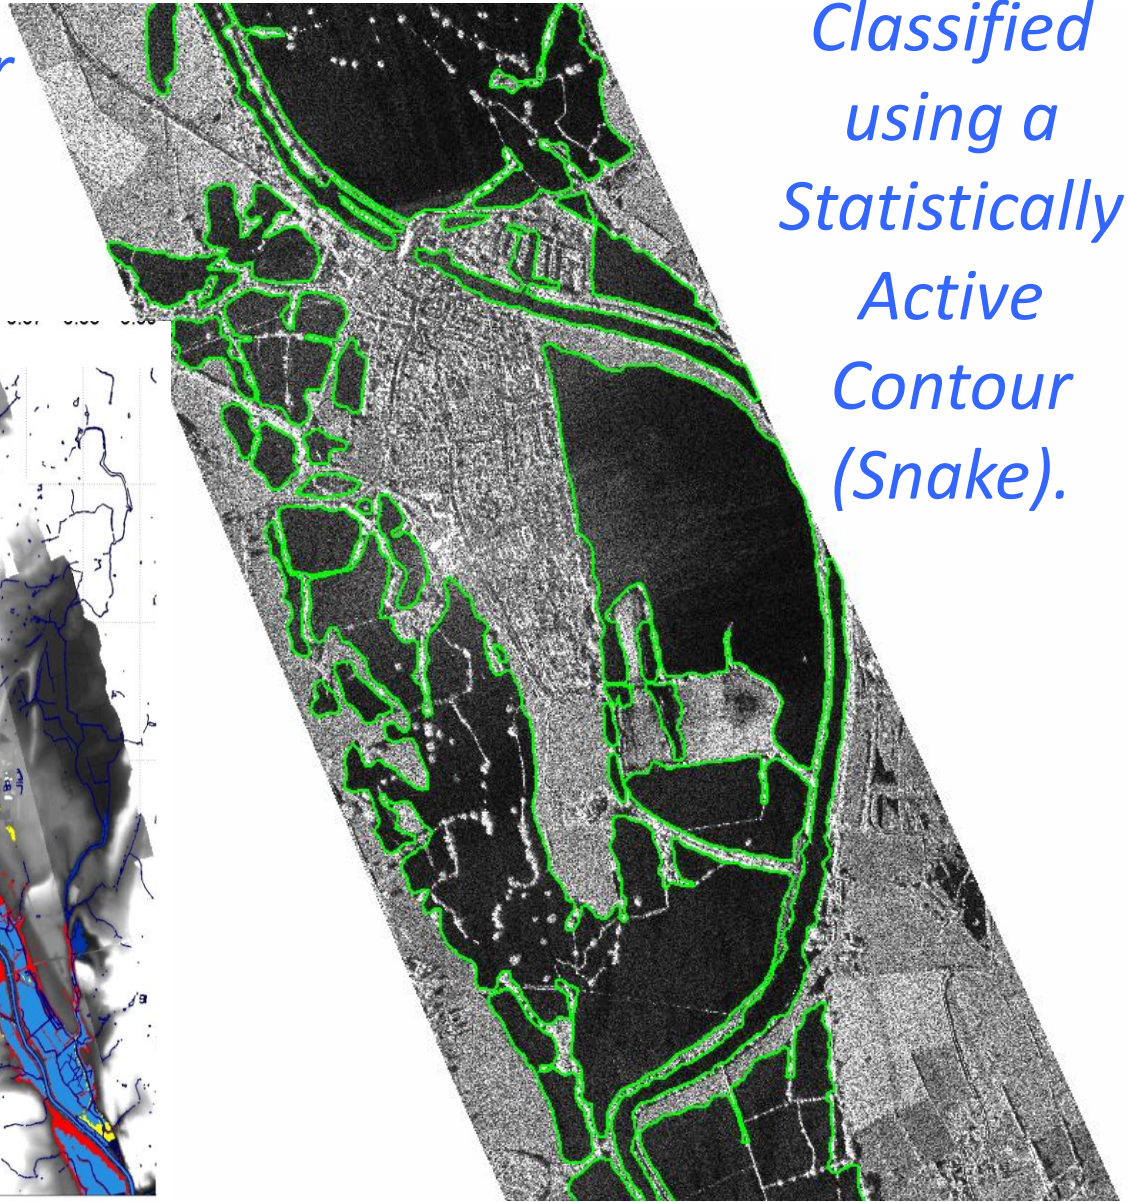 Classified
using a
Statistically
Active
Contour
(Snake).